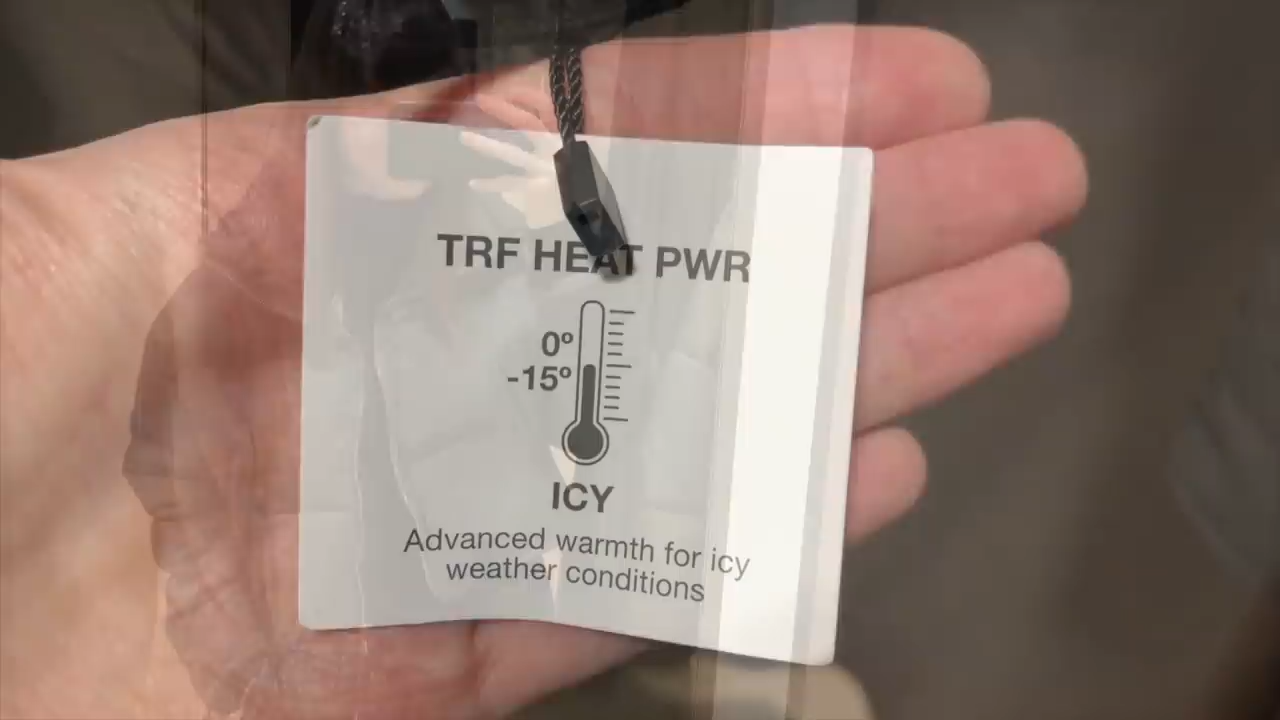 TRF HEAT PWR
0º
-15º
ICY
Advanced warmth for icy
weather conditions